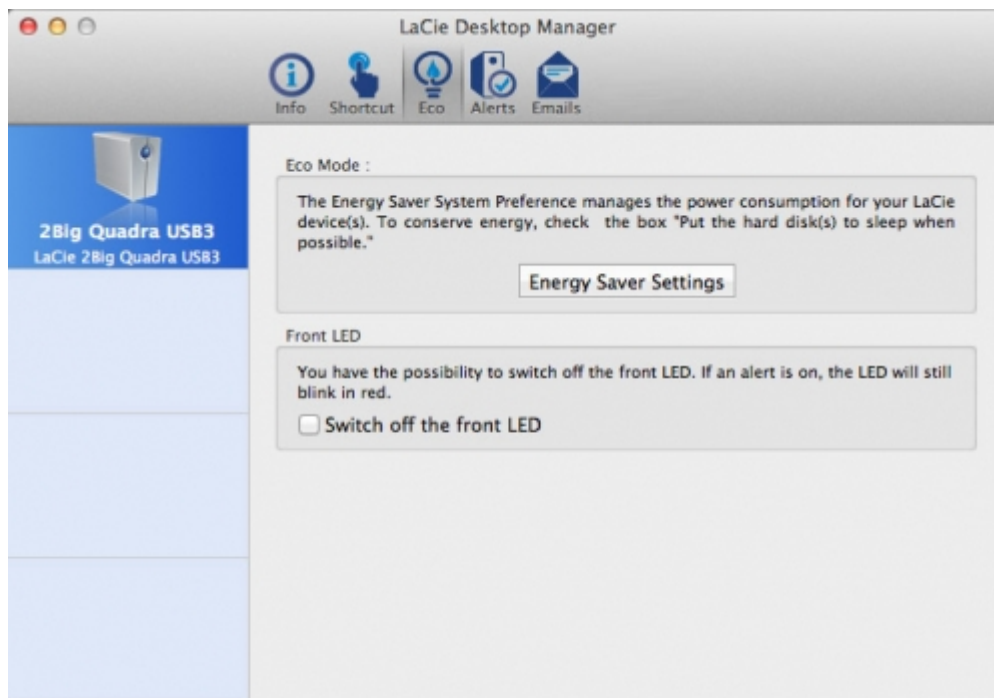 LaCie Desktop Manager
Info Shortcut Eco Alerts Emails
2Big Quadra USB3
LaCie 2Big Quadra USB3
Eco Mode :
The Energy Saver System Preference manages the power consumption for your LaCie
device(s). To conserve energy, check the box "Put the hard disk(s) to sleep when
possible."
Energy Saver Settings
Front LED
You have the possibility to switch off the front LED. If an alert is on, the LED will still
blink in red.
Switch off the front LED